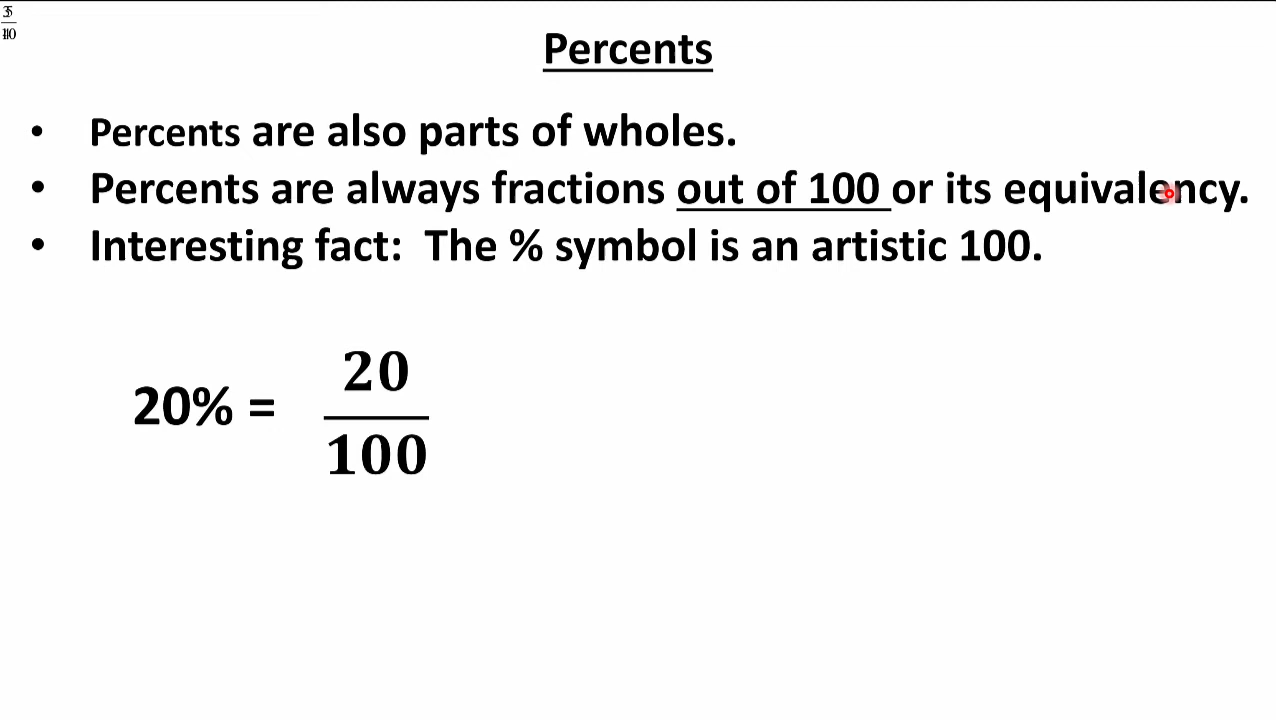 Percents
• Percents are also parts of wholes.
• Percents are always fractions out of 100 or its equivalency.
• Interesting fact: The % symbol is an artistic 100.
20% =
20
100